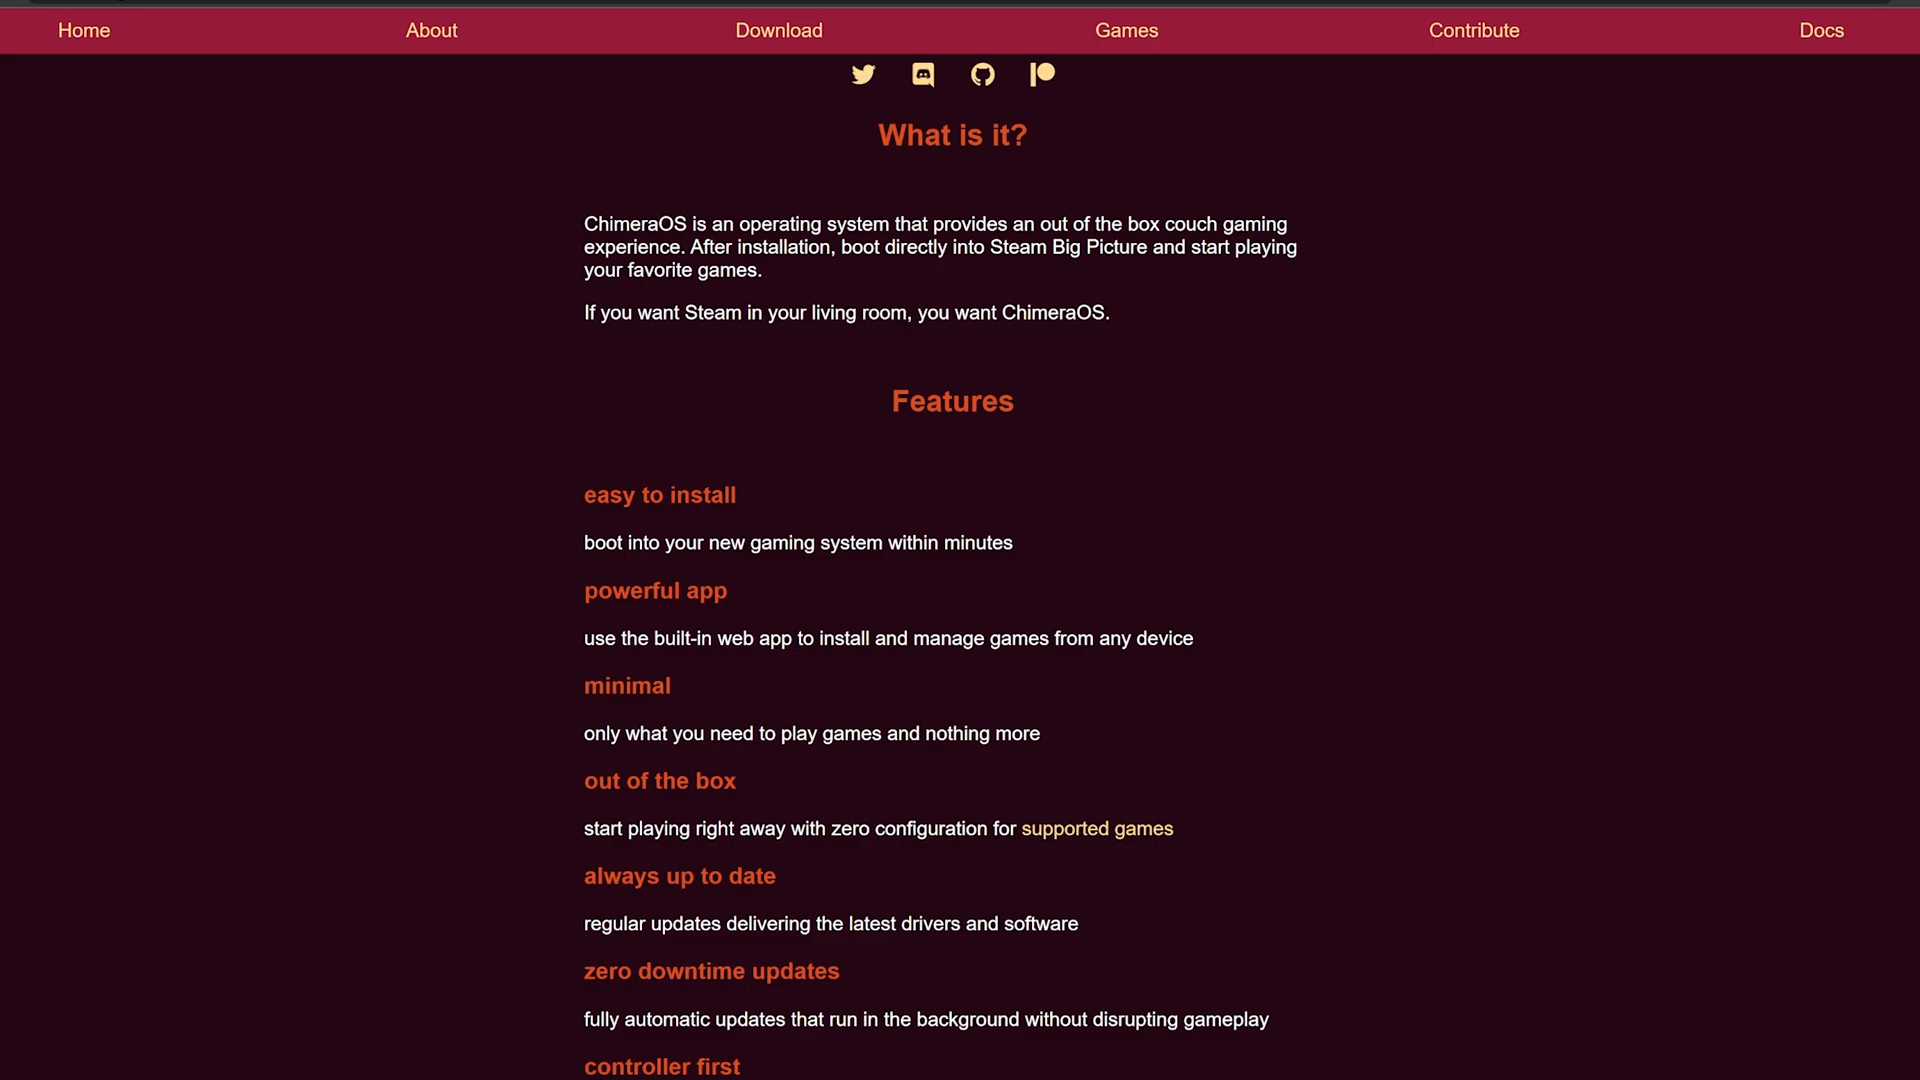 Home
About
Download
Games
Contribute
Docs
What is it?
ChimeraOS is an operating system that provides an out of the box couch gaming
experience. After installation, boot directly into Steam Big Picture and start playing
your favorite games.
If you want Steam in your living room, you want ChimeraOS.
Features
easy to install
boot into your new gaming system within minutes
powerful app
use the built-in web app to install and manage games from any device
minimal
only what you need to play games and nothing more
out of the box
start playing right away with zero configuration for supported games
always up to date
regular updates delivering the latest drivers and software
zero downtime updates
fully automatic updates that run in the background without disrupting gameplay
controller first